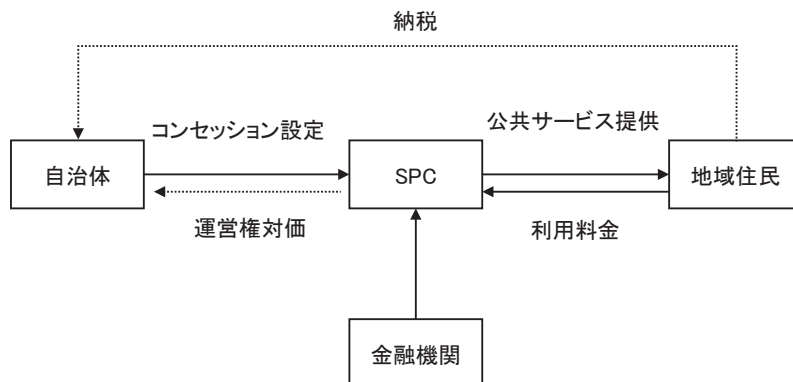 納税
コンセッション設定
公共サービス提供
自治体
SPC
地域住民
運営権対価
利用料金
金融機関